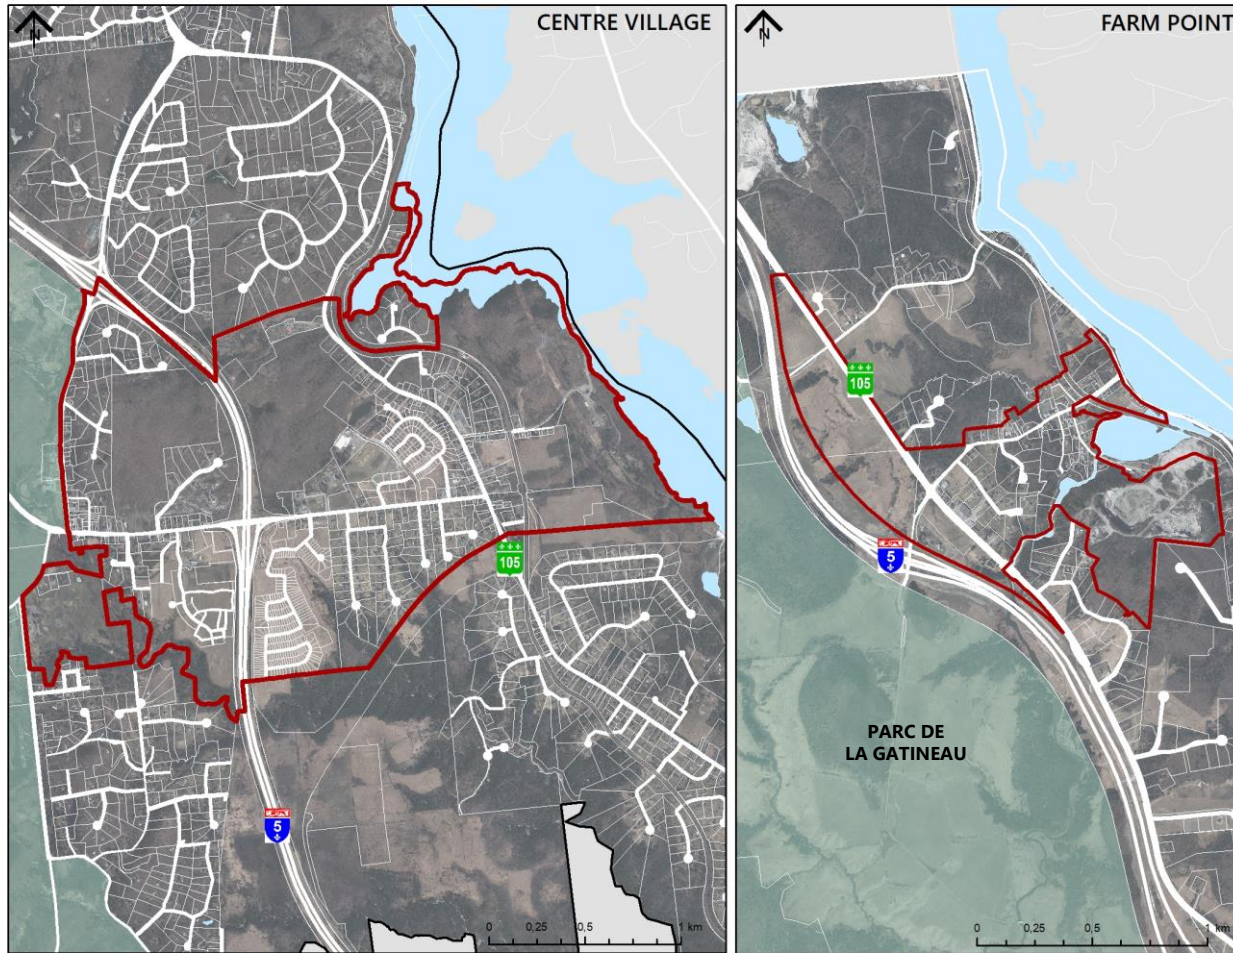 N
CENTRE VILLAGE
105
5
0 0,25 0,5 1 km
N
FARM POINT
105
5
PARC DE
LA GATINEAU
0 0,25 0,5 1 km